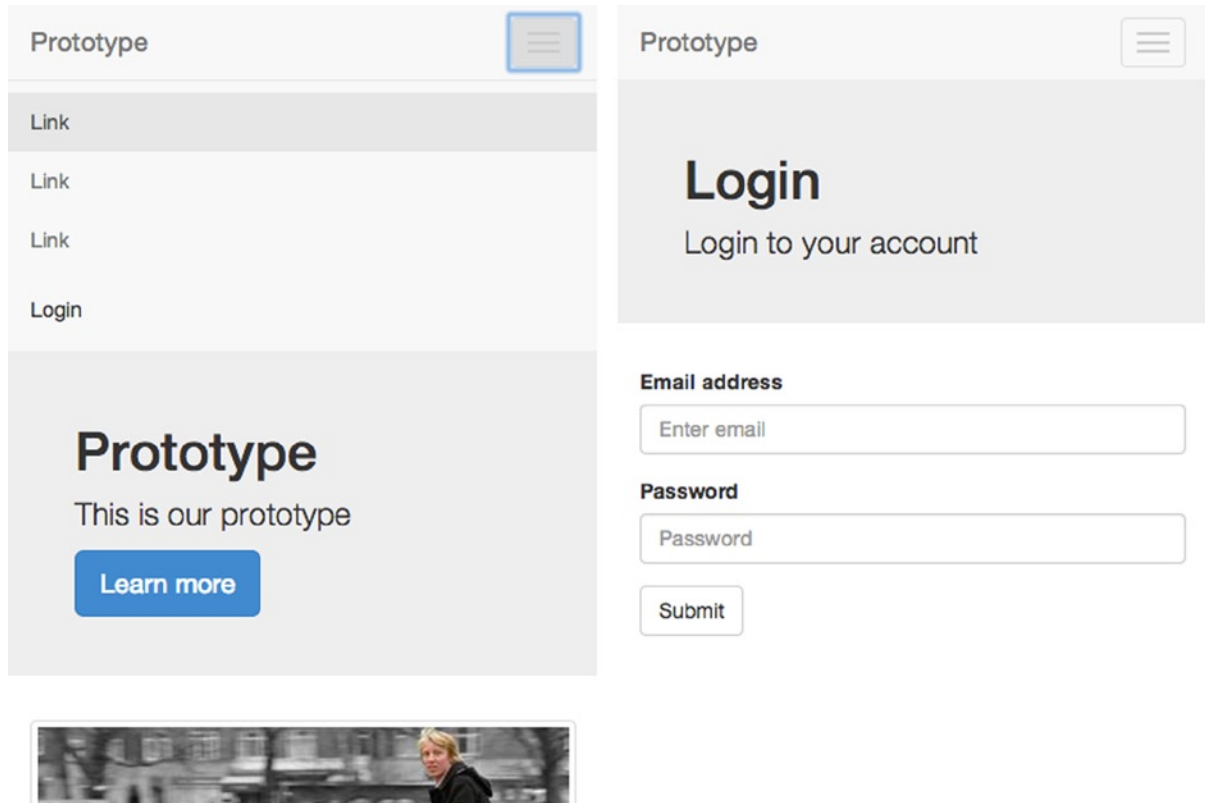 Prototype
Link
Link
Link
Login
Prototype
This is our prototype
Learn more
Prototype
Login
Login to your account
Email address
Enter email
Password
Password
Submit